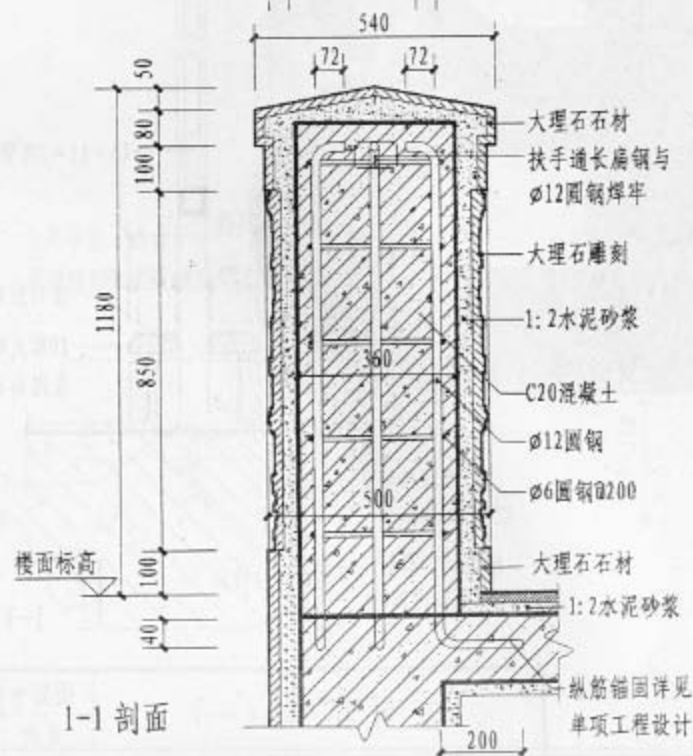 540
72
72
50
80
100
1180
850
100
40
360
500
200
大理石石材
扶手通长扁钢与
ø12圆钢焊牢
大理石雕刻
1:2水泥砂浆
C20混凝土
ø12圆钢
ø6圆钢@200
大理石石材
1:2水泥砂浆
纵筋锚固详见
单项工程设计
楼面标高
1-1 剖面